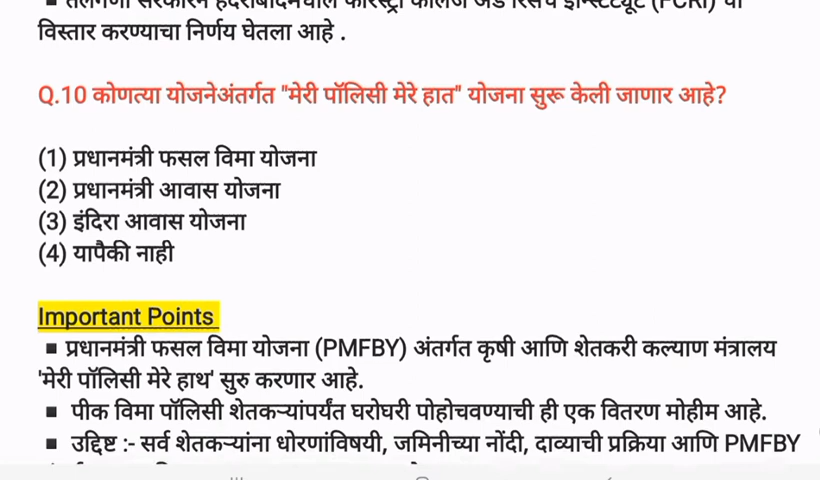 विस्तार करण्याचा निर्णय घेतला आहे .
Q.10 कोणत्या योजनेअंतर्गत "मेरी पॉलिसी मेरे हात" योजना सुरू केली जाणार आहे?
(1) प्रधानमंत्री फसल विमा योजना
(2) प्रधानमंत्री आवास योजना
(3) इंदिरा आवास योजना
(4) यापैकी नाही
Important Points
▪ प्रधानमंत्री फसल विमा योजना (PMFBY) अंतर्गत कृषी आणि शेतकरी कल्याण मंत्रालय
'मेरी पॉलिसी मेरे हाथ' सुरु करणार आहे.
▪ पीक विमा पॉलिसी शेतकऱ्यांपर्यंत घरोघरी पोहोचवण्याची ही एक वितरण मोहीम आहे.
▪ उद्दिष्ट :- सर्व शेतकऱ्यांना धोरणांविषयी, जमिनीच्या नोंदी, दाव्याची प्रक्रिया आणि PMFBY